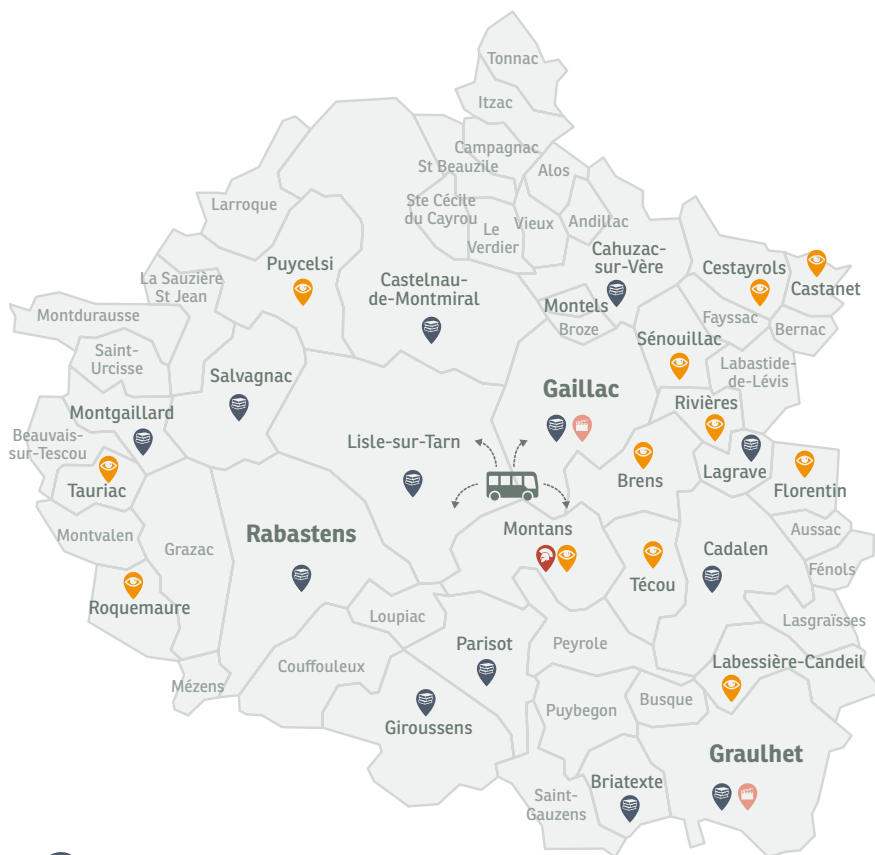 Tonnac
Itzac
Campagnac
St Beauzile
Alos
Larroque
Ste Cécile
du Cayrou
Le
Verdier
Vieux
Andillac
Cahuzac-
sur-Vère
Puycelsi
Castelnau-
de-Montmiral
Cestayrols
Castanet
La Sauzière
St Jean
Montels
Broze
Fayssac
Bernac
Montdurausse
Sénouillac
Saint-
Urcisse
Labastide-
de-Lévis
Salvagnac
Gaillac
Rivières
Montgaillard
Beauvais-
sur-Tescou
Lisle-sur-Tarn
Lagrave
Brens
Tauriac
Florentin
Montvalen
Grazac
Rabastens
Montans
Cadalen
Aussac
Fénols
Técou
Roquemaure
Loupiac
Lasgraïsses
Parisot
Peyrole
Couffouleux
Labessière-Candeil
Mézens
Busque
Puybegon
Giroussens
Graulhet
Briatexte
Saint-
Gauzens